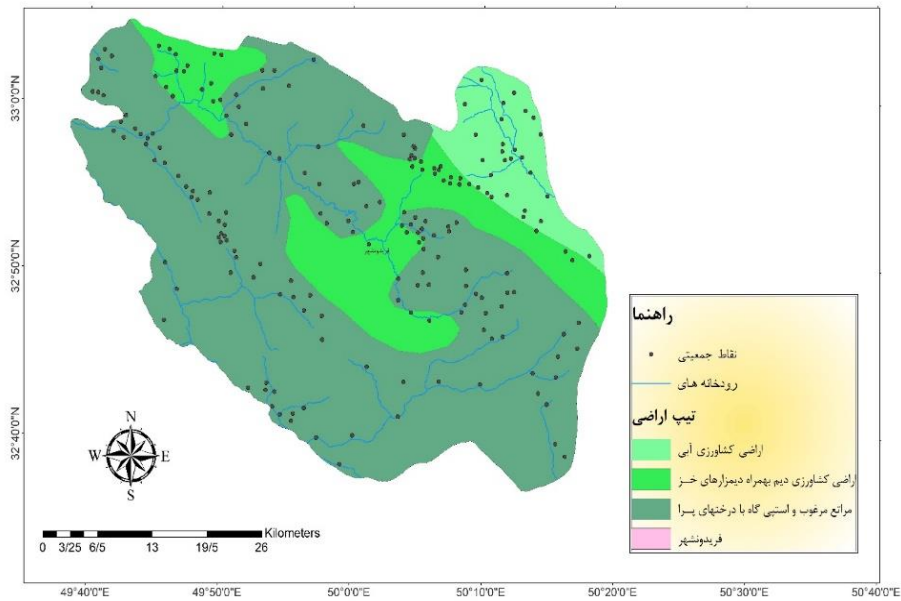 33°0'0"N
32°50'0"N
32°40'0"N
فریدونشهر
N
W
E
S
Kilometers
0 3/25 6/5 13 19/5 26
49°40'0"E 49°50'0"E 50°0'0"E 50°10'0"E 50°20'0"E 50°30'0"E 50°40'0"E
راهنما
نقاط جمعیتی
رودخانه های
تیپ اراضی
اراضی کشاورزی آبی
اراضی کشاورزی دیم بهمراه دیمزارهای خـز
مراتع مرغوب و استپی گاه با درختهای پـرا
فریدونشهر